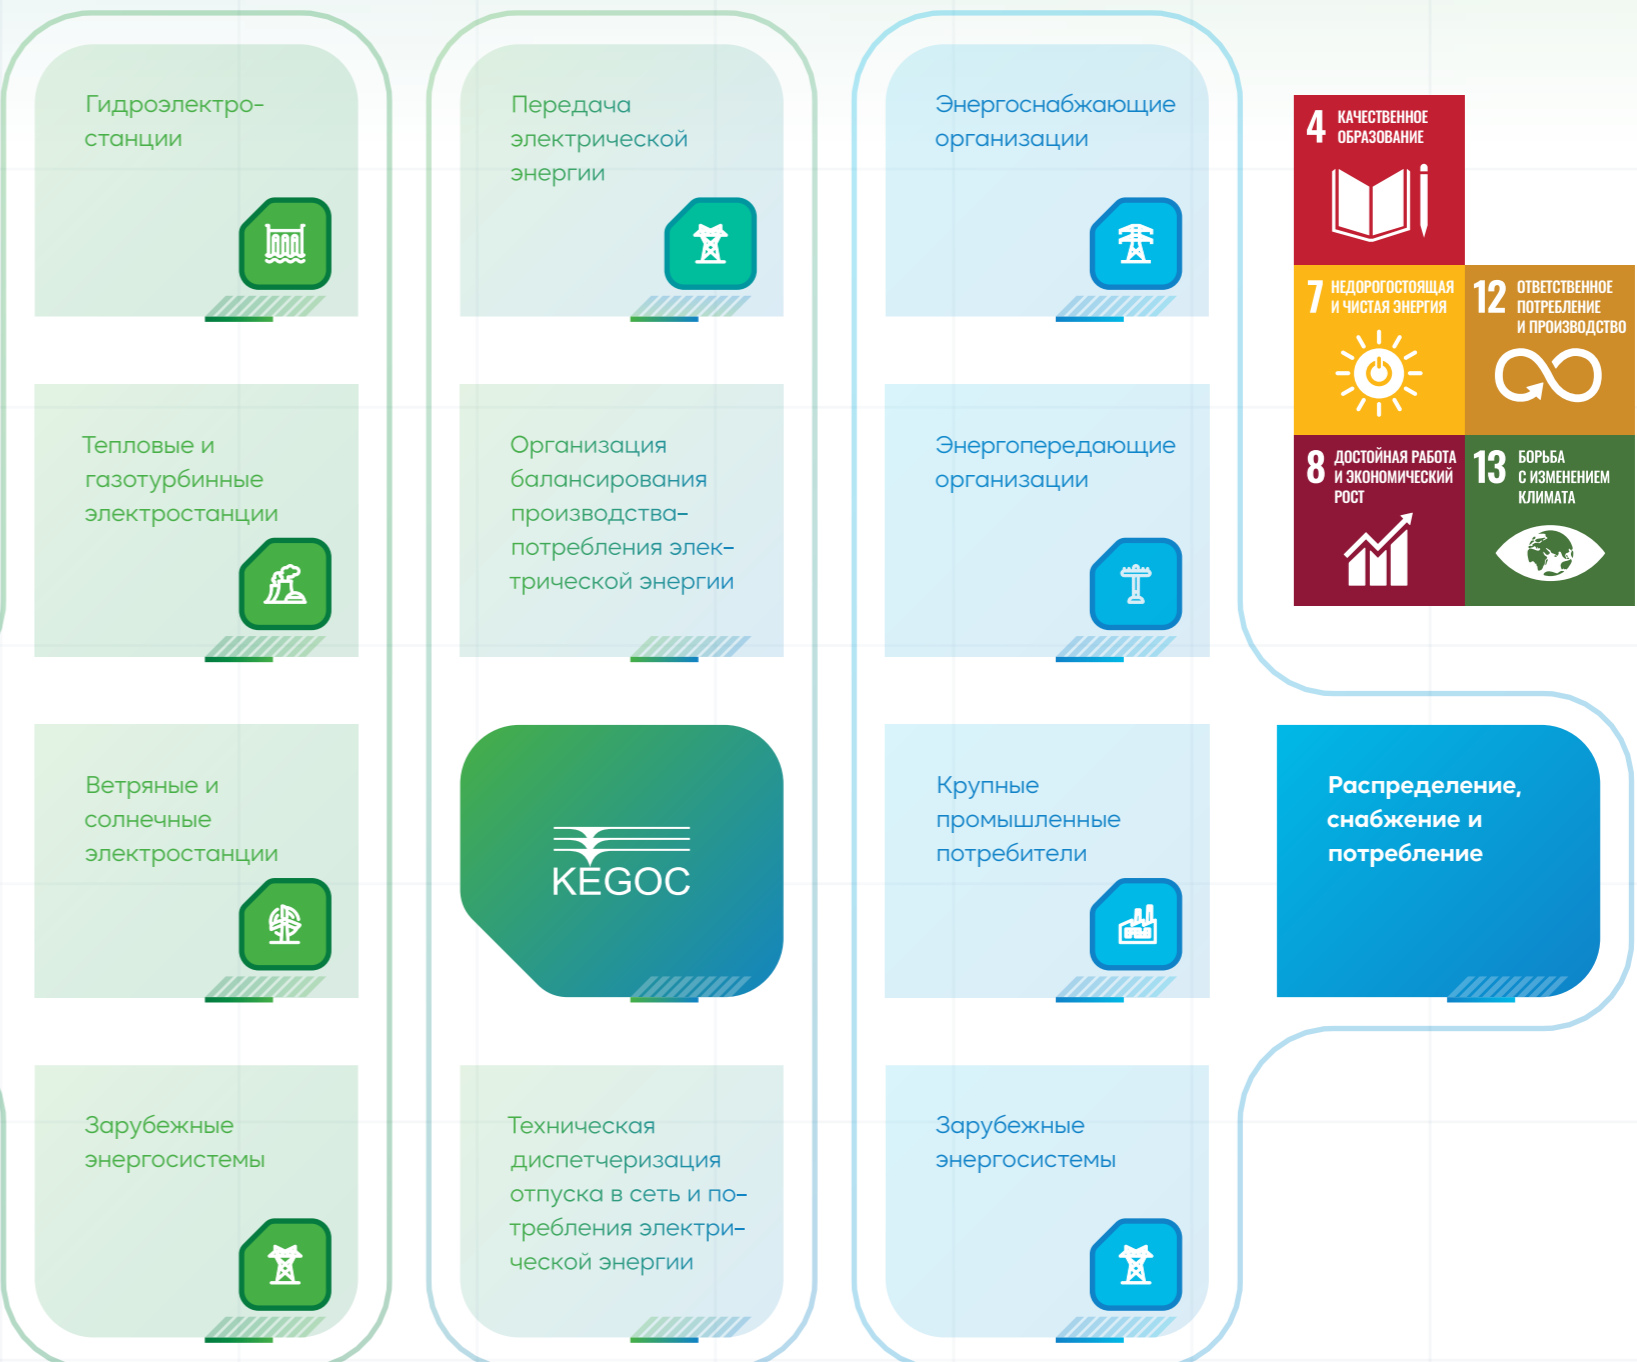 Гидроэлектро-
станции
Тепловые и
газотурбинные
электростанции
Ветряные и
солнечные
электростанции
Зарубежные
энергосистемы
Передача
электрической
энергии
Организация
балансирования
производства-
потребления элек-
трической энергии
KEGOC
Техническая
диспетчеризация
отпуска в сеть и по-
требления электри-
ческой энергии
Энергоснабжающие
организации
Энергопередающие
организации
Крупные
промышленные
потребители
Зарубежные
энергосистемы
4 КАЧЕСТВЕННОЕ
ОБРАЗОВАНИЕ
7 НЕДОРОГОСТОЯЩАЯ
И ЧИСТАЯ ЭНЕРГИЯ
12 ОТВЕТСТВЕННОЕ
ПОТРЕБЛЕНИЕ
И ПРОИЗВОДСТВО
8 ДОСТОЙНАЯ РАБОТА
И ЭКОНОМИЧЕСКИЙ
РОСТ
13 БОРЬБА
С ИЗМЕНЕНИЕМ
КЛИМАТА
Распределение,
снабжение и
потребление